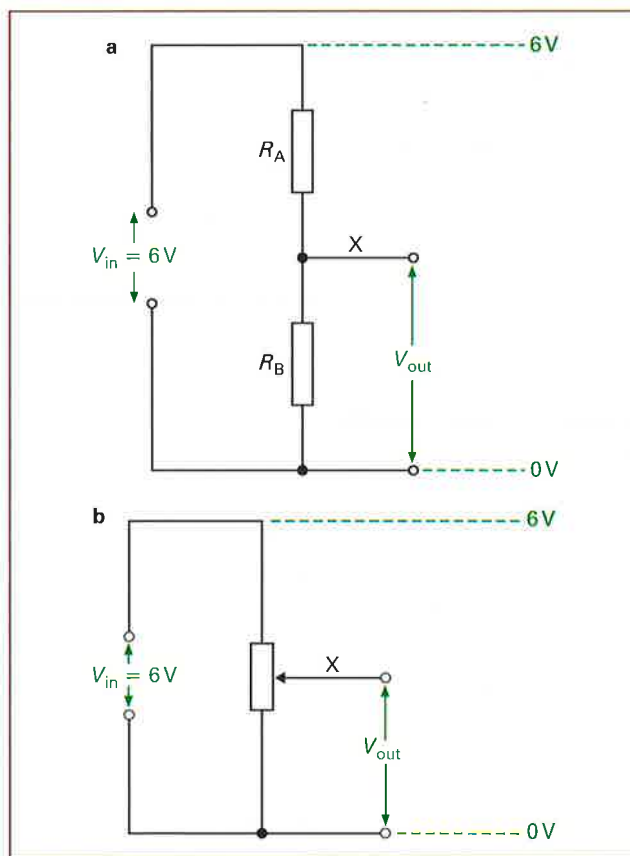 a
6V
R_A
X
V_in = 6V
V_out
R_B
0V
b
6V
X
V_in = 6V
V_out
0V